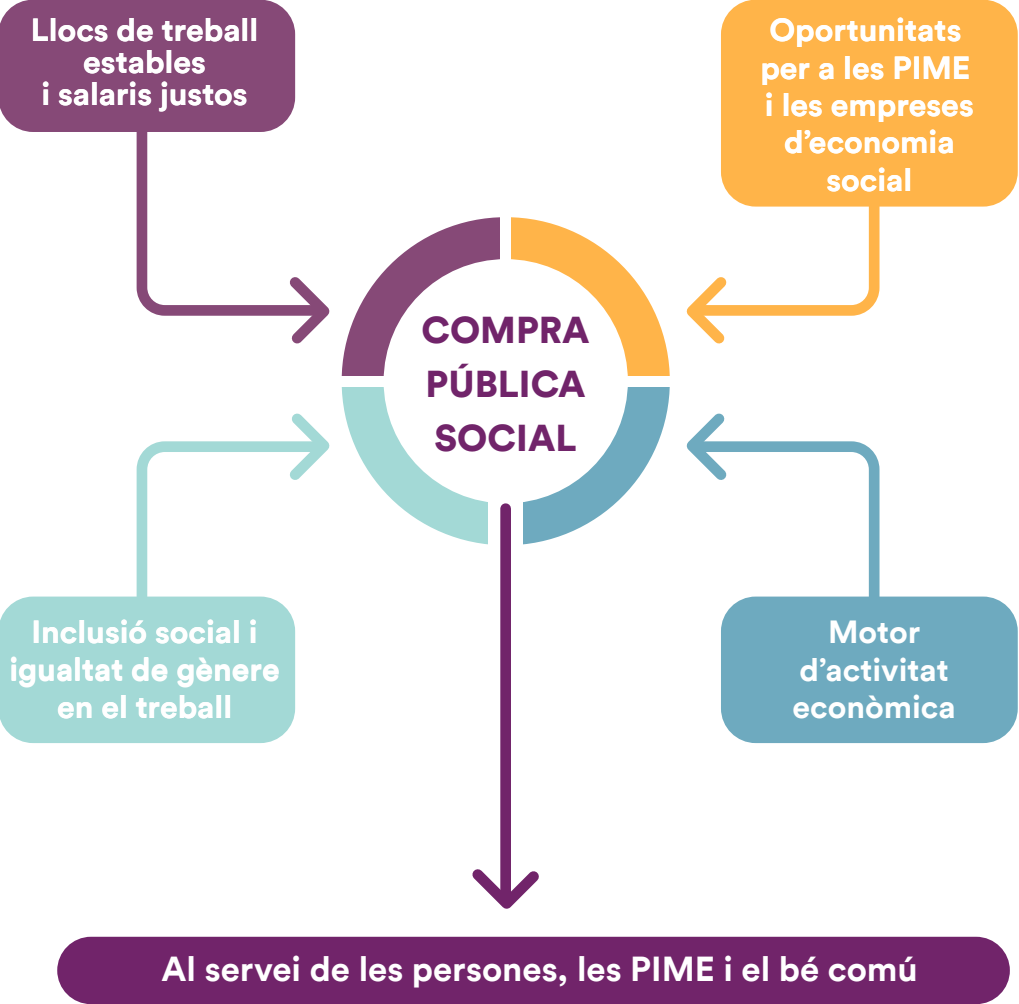 Llocs de treball
estables
i salaris justos
Oportunitats
per a les PIME
i les empreses
d’economia
social
COMPRA
PÚBLICA
SOCIAL
Inclusió social i
igualtat de gènere
en el treball
Motor
d’activitat
econòmica
Al servei de les persones, les PIME i el bé comú